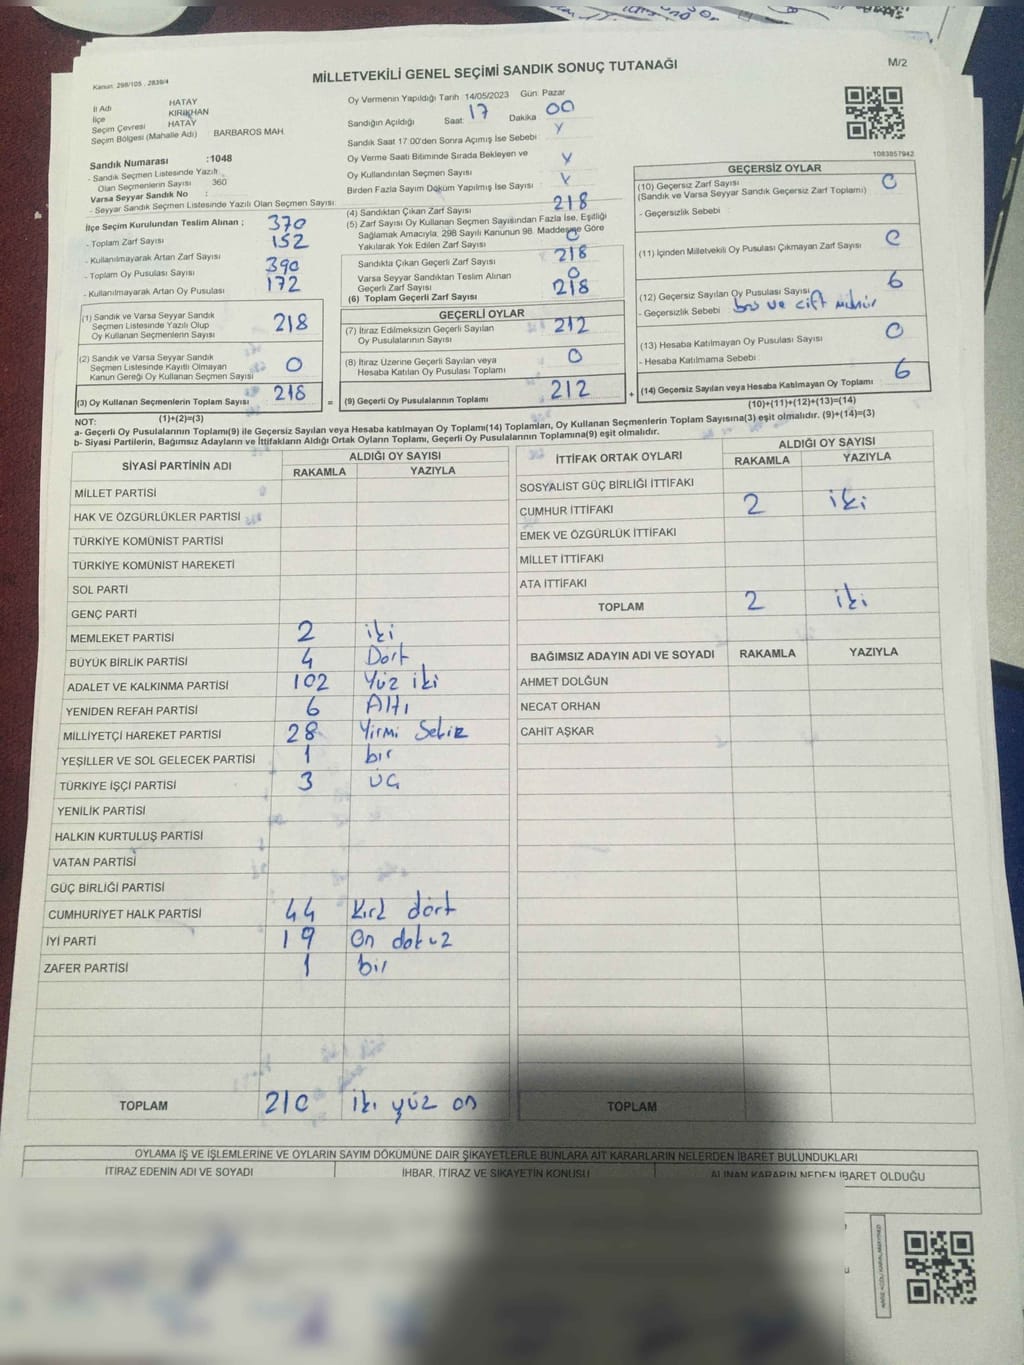 Kanun: 298/105 , 2839/4
MİLLETVEKİLİ GENEL SEÇİMİ SANDIK SONUÇ TUTANAĞI
M/2
İl Adı HATAY
İlçe KIRIKHAN
Seçim Çevresi HATAY
Seçim Bölgesi (Mahalle Adı) BARBAROS MAH.
Sandık Numarası :1048
- Sandık Seçmen Listesinde Yazılı
Olan Seçmenlerin Sayısı 360
Varsa Seyyar Sandık No :
- Seyyar Sandık Seçmen Listesinde Yazılı Olan Seçmen Sayısı:
Oy Vermenin Yapıldığı Tarih 14/05/2023 Gün: Pazar
Sandığın Açıldığı Saat: 17 Dakika 00
Sandık Saat 17:00'den Sonra Açımış İse Sebebi Y
Oy Verme Saati Bitiminde Sırada Bekleyen ve
Oy Kullandırılan Seçmen Sayısı Y
Birden Fazla Sayım Döküm Yapılmış İse Sayısı Y
İlçe Seçim Kurulundan Teslim Alınan ;
- Toplam Zarf Sayısı 370
- Kullanılmayarak Artan Zarf Sayısı 152
- Toplam Oy Pusulası Sayısı 390
- Kullanılmayarak Artan Oy Pusulası 172
(1) Sandık ve Varsa Seyyar Sandık
Seçmen Listesinde Yazılı Olup
Oy Kullanan Seçmenlerin Sayısı 218
(2) Sandık ve Varsa Seyyar Sandık
Seçmen Listesinde Kayıtlı Olmayan
Kanun Gereği Oy Kullanan Seçmen Sayısı 0
(3) Oy Kullanan Seçmenlerin Toplam Sayısı 218
(1)+(2)=(3)
(4) Sandıktan Çıkan Zarf Sayısı 218
(5) Zarf Sayısı Oy Kullanan Seçmen Sayısından Fazla İse, Eşitliği
Sağlamak Amacıyla, 298 Sayılı Kanunun 98. Maddesine Göre
Yakılarak Yok Edilen Zarf Sayısı 0
Sandıkta Çıkan Geçerli Zarf Sayısı 218
Varsa Seyyar Sandıktan Teslim Alınan
Geçerli Zarf Sayısı 0
(6) Toplam Geçerli Zarf Sayısı 218
GEÇERLİ OYLAR
(7) İtiraz Edilmeksizin Geçerli Sayılan
Oy Pusulalarının Sayısı 212
(8) İtiraz Üzerine Geçerli Sayılan veya
Hesaba Katılan Oy Pusulası Toplamı 0
= (9) Geçerli Oy Pusulalarının Toplamı 212 +
1083857942
GEÇERSİZ OYLAR
(10) Geçersiz Zarf Sayısı 0
(Sandık ve Varsa Seyyar Sandık Geçersiz Zarf Toplamı)
- Geçersizlik Sebebi
(11) İçinden Milletvekili Oy Pusulası Çıkmayan Zarf Sayısı 0
(12) Geçersiz Sayılan Oy Pusulası Sayısı 6
- Geçersizlik Sebebi boş ve çift mühür
(13) Hesaba Katılmayan Oy Pusulası Sayısı 0
- Hesaba Katılmama Sebebi
(14) Geçersiz Sayılan veya Hesaba Katılmayan Oy Toplamı 6
(10)+(11)+(12)+(13)=(14)
NOT:
a- Geçerli Oy Pusulalarının Toplamı(9) ile Geçersiz Sayılan veya Hesaba katılmayan Oy Toplamı(14) Toplamları, Oy Kullanan Seçmenlerin Toplam Sayısına(3) eşit olmalıdır. (9)+(14)=(3)
b- Siyasi Partilerin, Bağımsız Adayların ve İttifakların Aldığı Ortak Oyların Toplamı, Geçerli Oy Pusulalarının Toplamına(9) eşit olmalıdır.
SİYASİ PARTİNİN ADI ALDIĞI OY SAYISI
RAKAMLA YAZIYLA
MİLLET PARTİSİ
HAK VE ÖZGÜRLÜKLER PARTİSİ
TÜRKİYE KOMÜNİST PARTİSİ
TÜRKİYE KOMÜNİST HAREKETİ
SOL PARTİ
GENÇ PARTİ
MEMLEKET PARTİSİ 2 iki
BÜYÜK BİRLİK PARTİSİ 4 Dört
ADALET VE KALKINMA PARTİSİ 102 Yüz iki
YENİDEN REFAH PARTİSİ 6 Altı
MİLLİYETÇİ HAREKET PARTİSİ 28 Yirmi Sekiz
YEŞİLLER VE SOL GELECEK PARTİSİ 1 bir
TÜRKİYE İŞÇİ PARTİSİ 3 ÜÇ
YENİLİK PARTİSİ
HALKIN KURTULUŞ PARTİSİ
VATAN PARTİSİ
GÜÇ BİRLİĞİ PARTİSİ
CUMHURİYET HALK PARTİSİ 44 Kırk dört
İYİ PARTİ 19 On dokuz
ZAFER PARTİSİ 1 bir
TOPLAM 210 iki yüz on
İTTİFAK ORTAK OYLARI ALDIĞI OY SAYISI
RAKAMLA YAZIYLA
SOSYALİST GÜÇ BİRLİĞİ İTTİFAKI
CUMHUR İTTİFAKI 2 iki
EMEK VE ÖZGÜRLÜK İTTİFAKI
MİLLET İTTİFAKI
ATA İTTİFAKI
TOPLAM 2 iki
BAĞIMSIZ ADAYIN ADI VE SOYADI RAKAMLA YAZIYLA
AHMET DOLĞUN
NECAT ORHAN
CAHİT AŞKAR
TOPLAM
OYLAMA İŞ VE İŞLEMLERİNE VE OYLARIN SAYIM DÖKÜMÜNE DAİR ŞİKAYETLERLE BUNLARA AİT KARARLARIN NELERDEN İBARET BULUNDUKLARI
İTİRAZ EDENİN ADI VE SOYADI İHBAR, İTİRAZ VE ŞİKAYETİN KONUSU ALINAN KARARIN NEDEN İBARET OLDUĞU